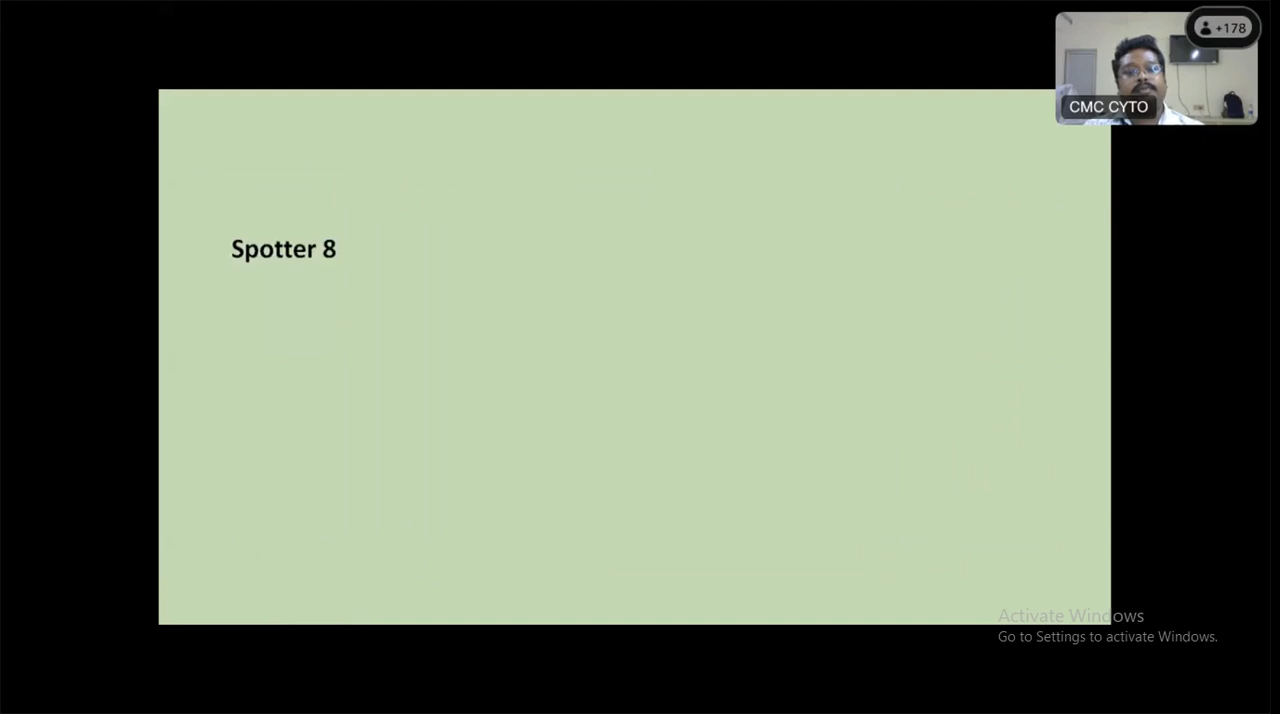 +178
CMC CYTO
Spotter 8
Activate Windows
Go to Settings to activate Windows.